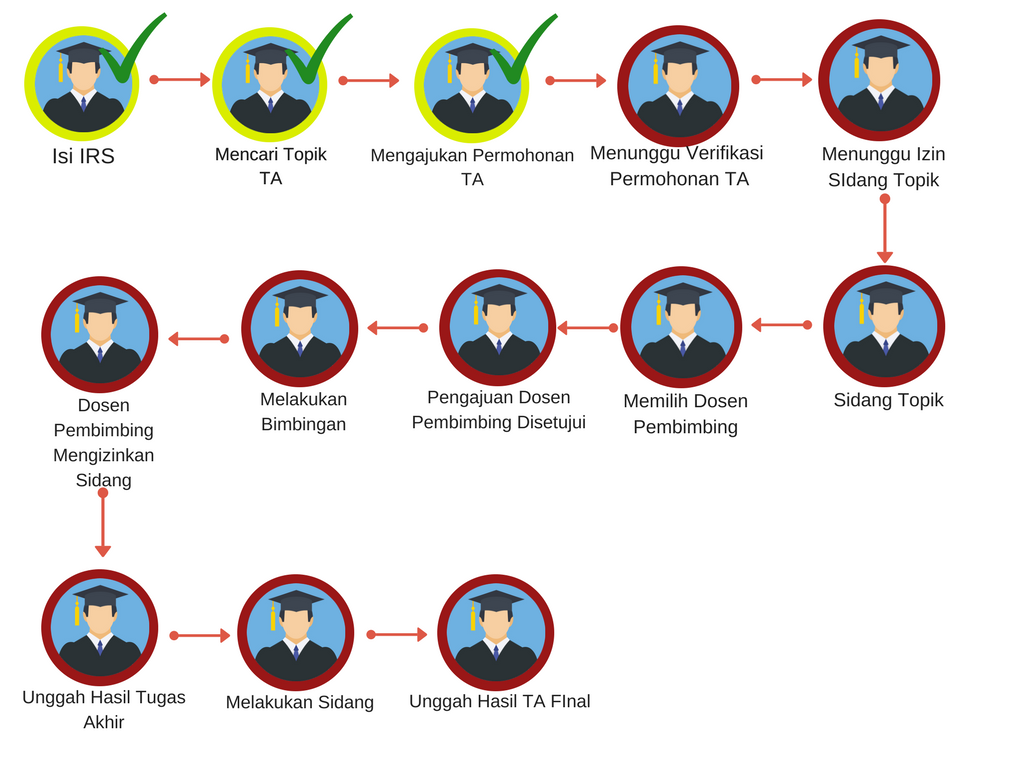 Isi IRS
Mencari Topik
TA
Mengajukan Permohonan
TA
Menunggu Verifikasi
Permohonan TA
Menunggu Izin
SIdang Topik
Sidang Topik
Memilih Dosen
Pembimbing
Pengajuan Dosen
Pembimbing Disetujui
Melakukan
Bimbingan
Dosen
Pembimbing
Mengizinkan
Sidang
Unggah Hasil Tugas
Akhir
Melakukan Sidang
Unggah Hasil TA FInal